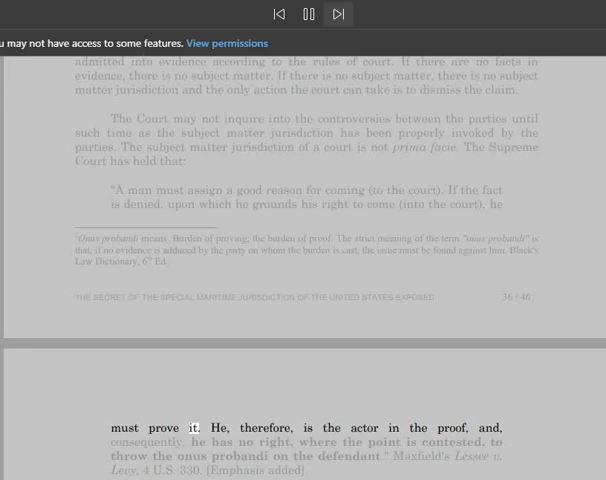 u may not have access to some features. View permissions
admitted into evidence according to the rules of court. If there are no facts in
evidence, there is no subject matter. If there is no subject matter, there is no subject
matter jurisdiction and the only action the court can take is to dismiss the claim.
The Court may not inquire into the controversies between the parties until
such time as the subject matter jurisdiction has been properly invoked by the
parties. The subject matter jurisdiction of a court is not prima facie. The Supreme
Court has held that:
"A man must assign a good reason for coming (to the court). If the fact
is denied, upon which he grounds his right to come (into the court), he
7Onus probandi means: Burden of proving; the burden of proof. The strict meaning of the term "onus probandi" is
that, if no evidence is adduced by the party on whom the burden is cast, the issue must be found against him. Black's
Law Dictionary, 6th Ed.
THE SECRET OF THE SPECIAL MARITIME JURISDICTION OF THE UNITED STATES EXPOSED 36 / 46
must prove it. He, therefore, is the actor in the proof, and,
consequently, he has no right, where the point is contested, to
throw the onus probandi on the defendant." Maxfield's Lessee v.
Levy, 4 U.S. 330. [Emphasis added]